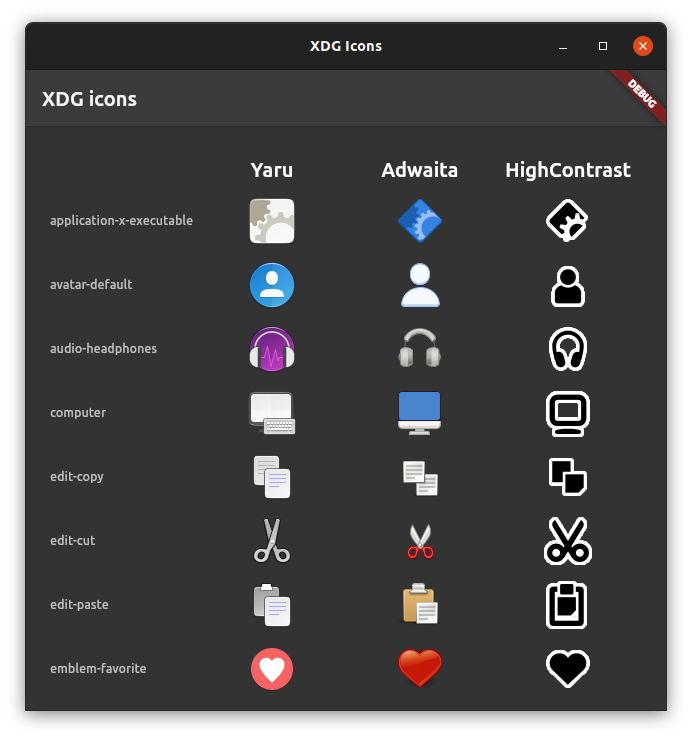 XDG Icons
XDG icons
DEBUG
Yaru Adwaita HighContrast
application-x-executable
avatar-default
audio-headphones
computer
edit-copy
edit-cut
edit-paste
emblem-favorite